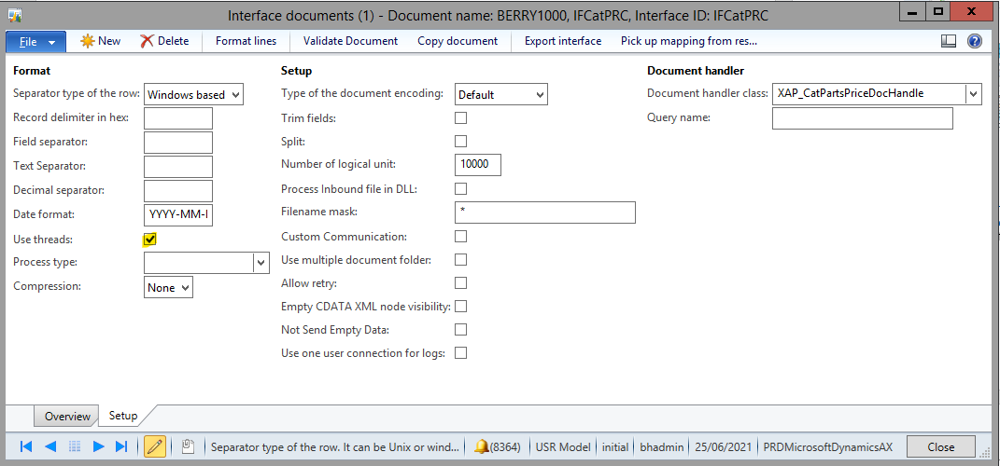 Interface documents (1) - Document name: BERRY1000, IFCatPRC, Interface ID: IFCatPRC
File New Delete Format lines Validate Document Copy document Export interface Pick up mapping from res...
Format
Separator type of the row: Windows based
Record delimiter in hex:
Field separator:
Text Separator:
Decimal separator:
Date format: YYYY-MM-
Use threads:
Process type:
Compression: None
Setup
Type of the document encoding: Default
Trim fields:
Split:
Number of logical unit: 10000
Process Inbound file in DLL:
Filename mask: *
Custom Communication:
Use multiple document folder:
Allow retry:
Empty CDATA XML node visibility:
Not Send Empty Data:
Use one user connection for logs:
Document handler
Document handler class: XAP_CatPartsPriceDocHandle
Query name:
Overview Setup
Separator type of the row. It can be Unix or wind... (8364) USR Model initial bhadmin 25/06/2021 PRDMicrosoftDynamicsAX Close